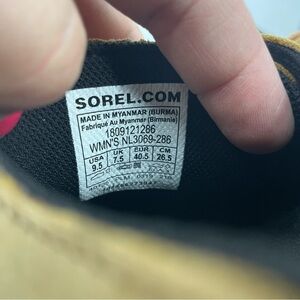 SOREL.COM
MADE IN MYANMAR (BURMA)
Fabriqué Au Myanmar (Birmanie)
1809121286
WMN'S NL3069-286
USA UK EUR CM
9.5 7.5 40.5 26.5